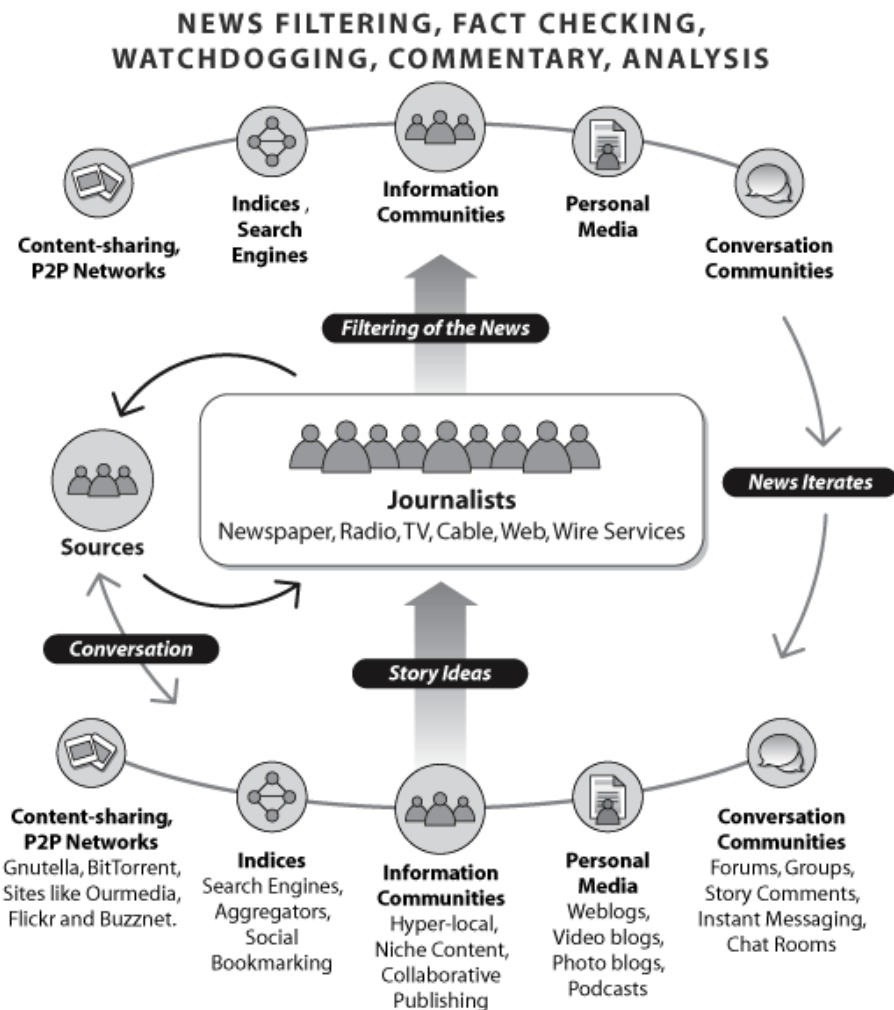 NEWS FILTERING, FACT CHECKING,
WATCHDOGGING, COMMENTARY, ANALYSIS
Content-sharing,
P2P Networks
Indices ,
Search
Engines
Information
Communities
Personal
Media
Conversation
Communities
Filtering of the News
Journalists
Newspaper, Radio, TV, Cable, Web, Wire Services
Sources
News Iterates
Conversation
Story Ideas
Content-sharing,
P2P Networks
Gnutella, BitTorrent,
Sites like Ourmedia,
Flickr and Buzznet.
Indices
Search Engines,
Aggregators,
Social
Bookmarking
Information
Communities
Hyper-local,
Niche Content,
Collaborative
Publishing
Personal
Media
Weblogs,
Video blogs,
Photo blogs,
Podcasts
Conversation
Communities
Forums, Groups,
Story Comments,
Instant Messaging,
Chat Rooms